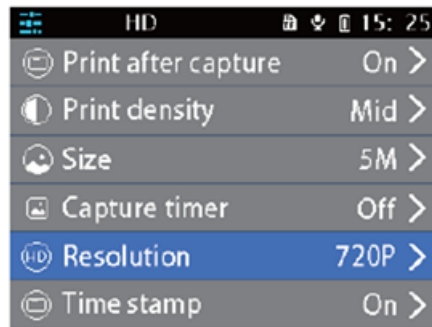 HD 15: 25
Print after capture On >
Print density Mid >
Size 5M >
Capture timer Off >
HD Resolution 720P >
Time stamp On >